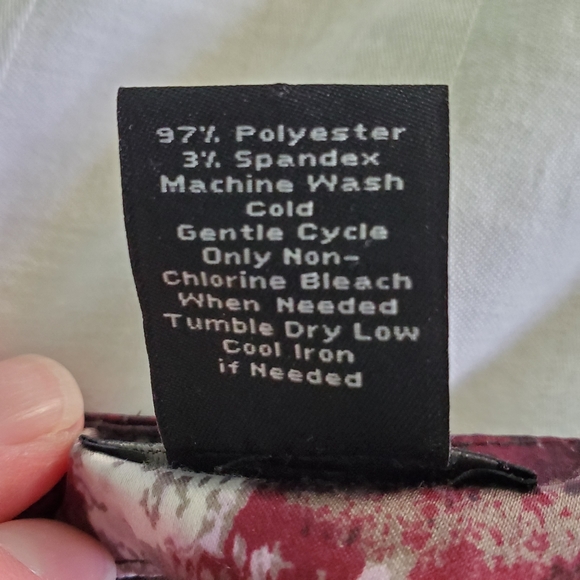 97% Polyester
3% Spandex
Machine Wash
Cold
Gentle Cycle
Only Non-
Chlorine Bleach
When Needed
Tumble Dry Low
Cool Iron
if Needed